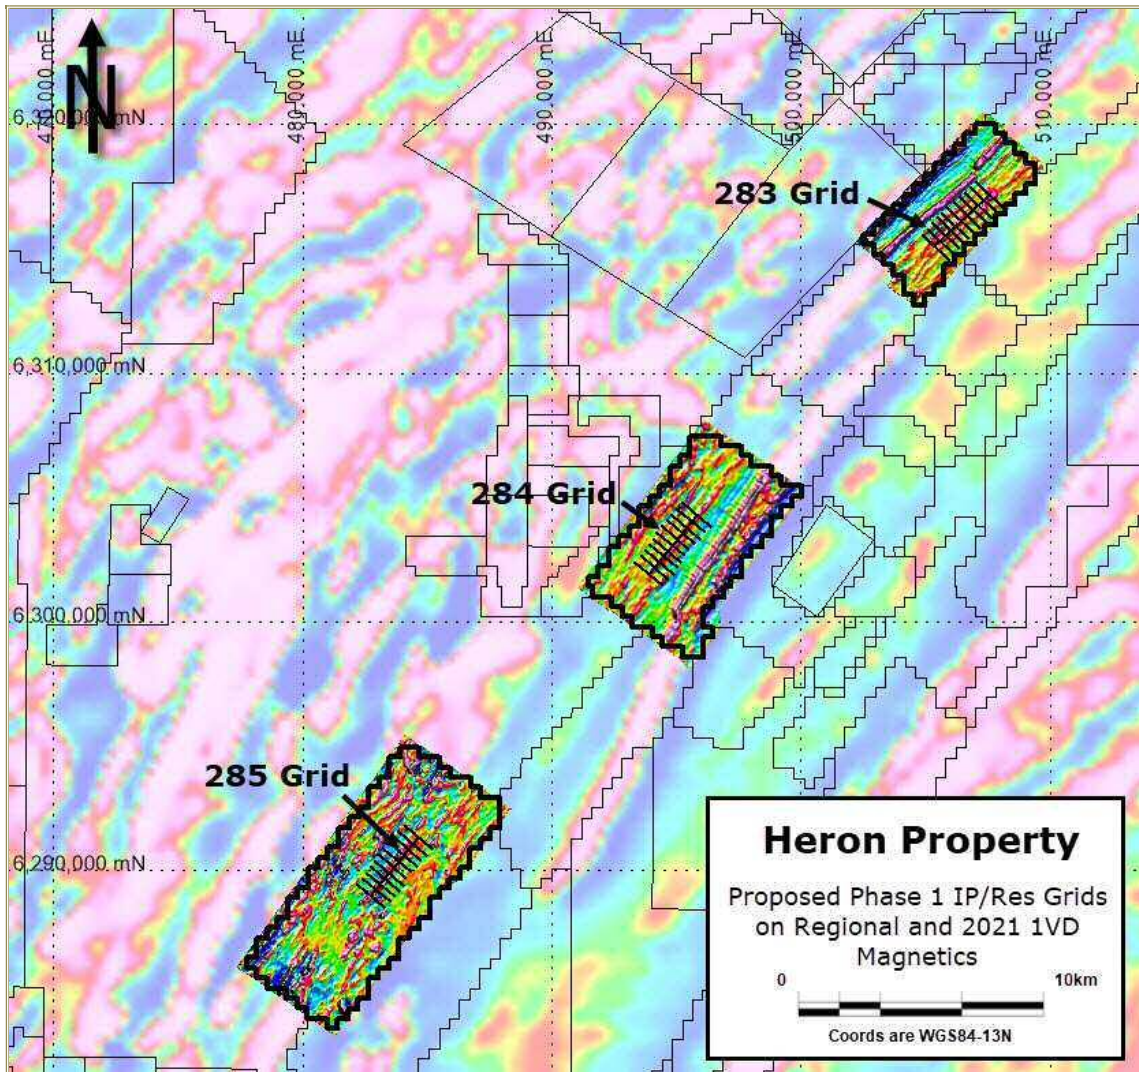 N
470,000 mE
480,000 mE
490,000 mE
500,000 mE
510,000 mE
6,320,000 mN
283 Grid
6,310,000 mN
284 Grid
6,300,000 mN
285 Grid
6,290,000 mN
Heron Property
Proposed Phase 1 IP/Res Grids
on Regional and 2021 1VD
Magnetics
0 10km
Coords are WGS84-13N